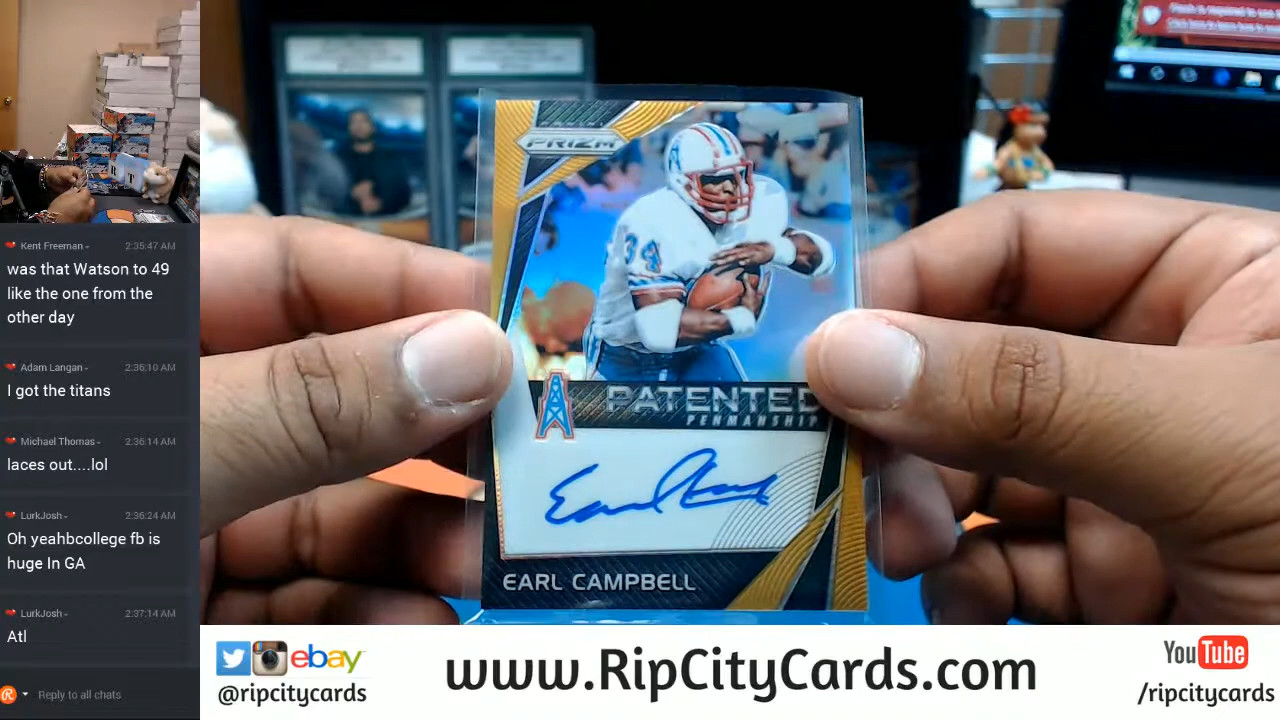 Kent Freeman 2:35:47 AM
was that Watson to 49
like the one from the
other day
Adam Langan 2:36:10 AM
I got the titans
Michael Thomas 2:36:14 AM
laces out....lol
LurkJosh 2:36:24 AM
Oh yeahbcollege fb is
huge In GA
LurkJosh 2:37:14 AM
Atl
Reply to all chats
PRIZM
34
PATENTED
PENMANSHIP
EARL CAMPBELL
ebay
@ripcitycards
www.RipCityCards.com
YouTube
/ripcitycards